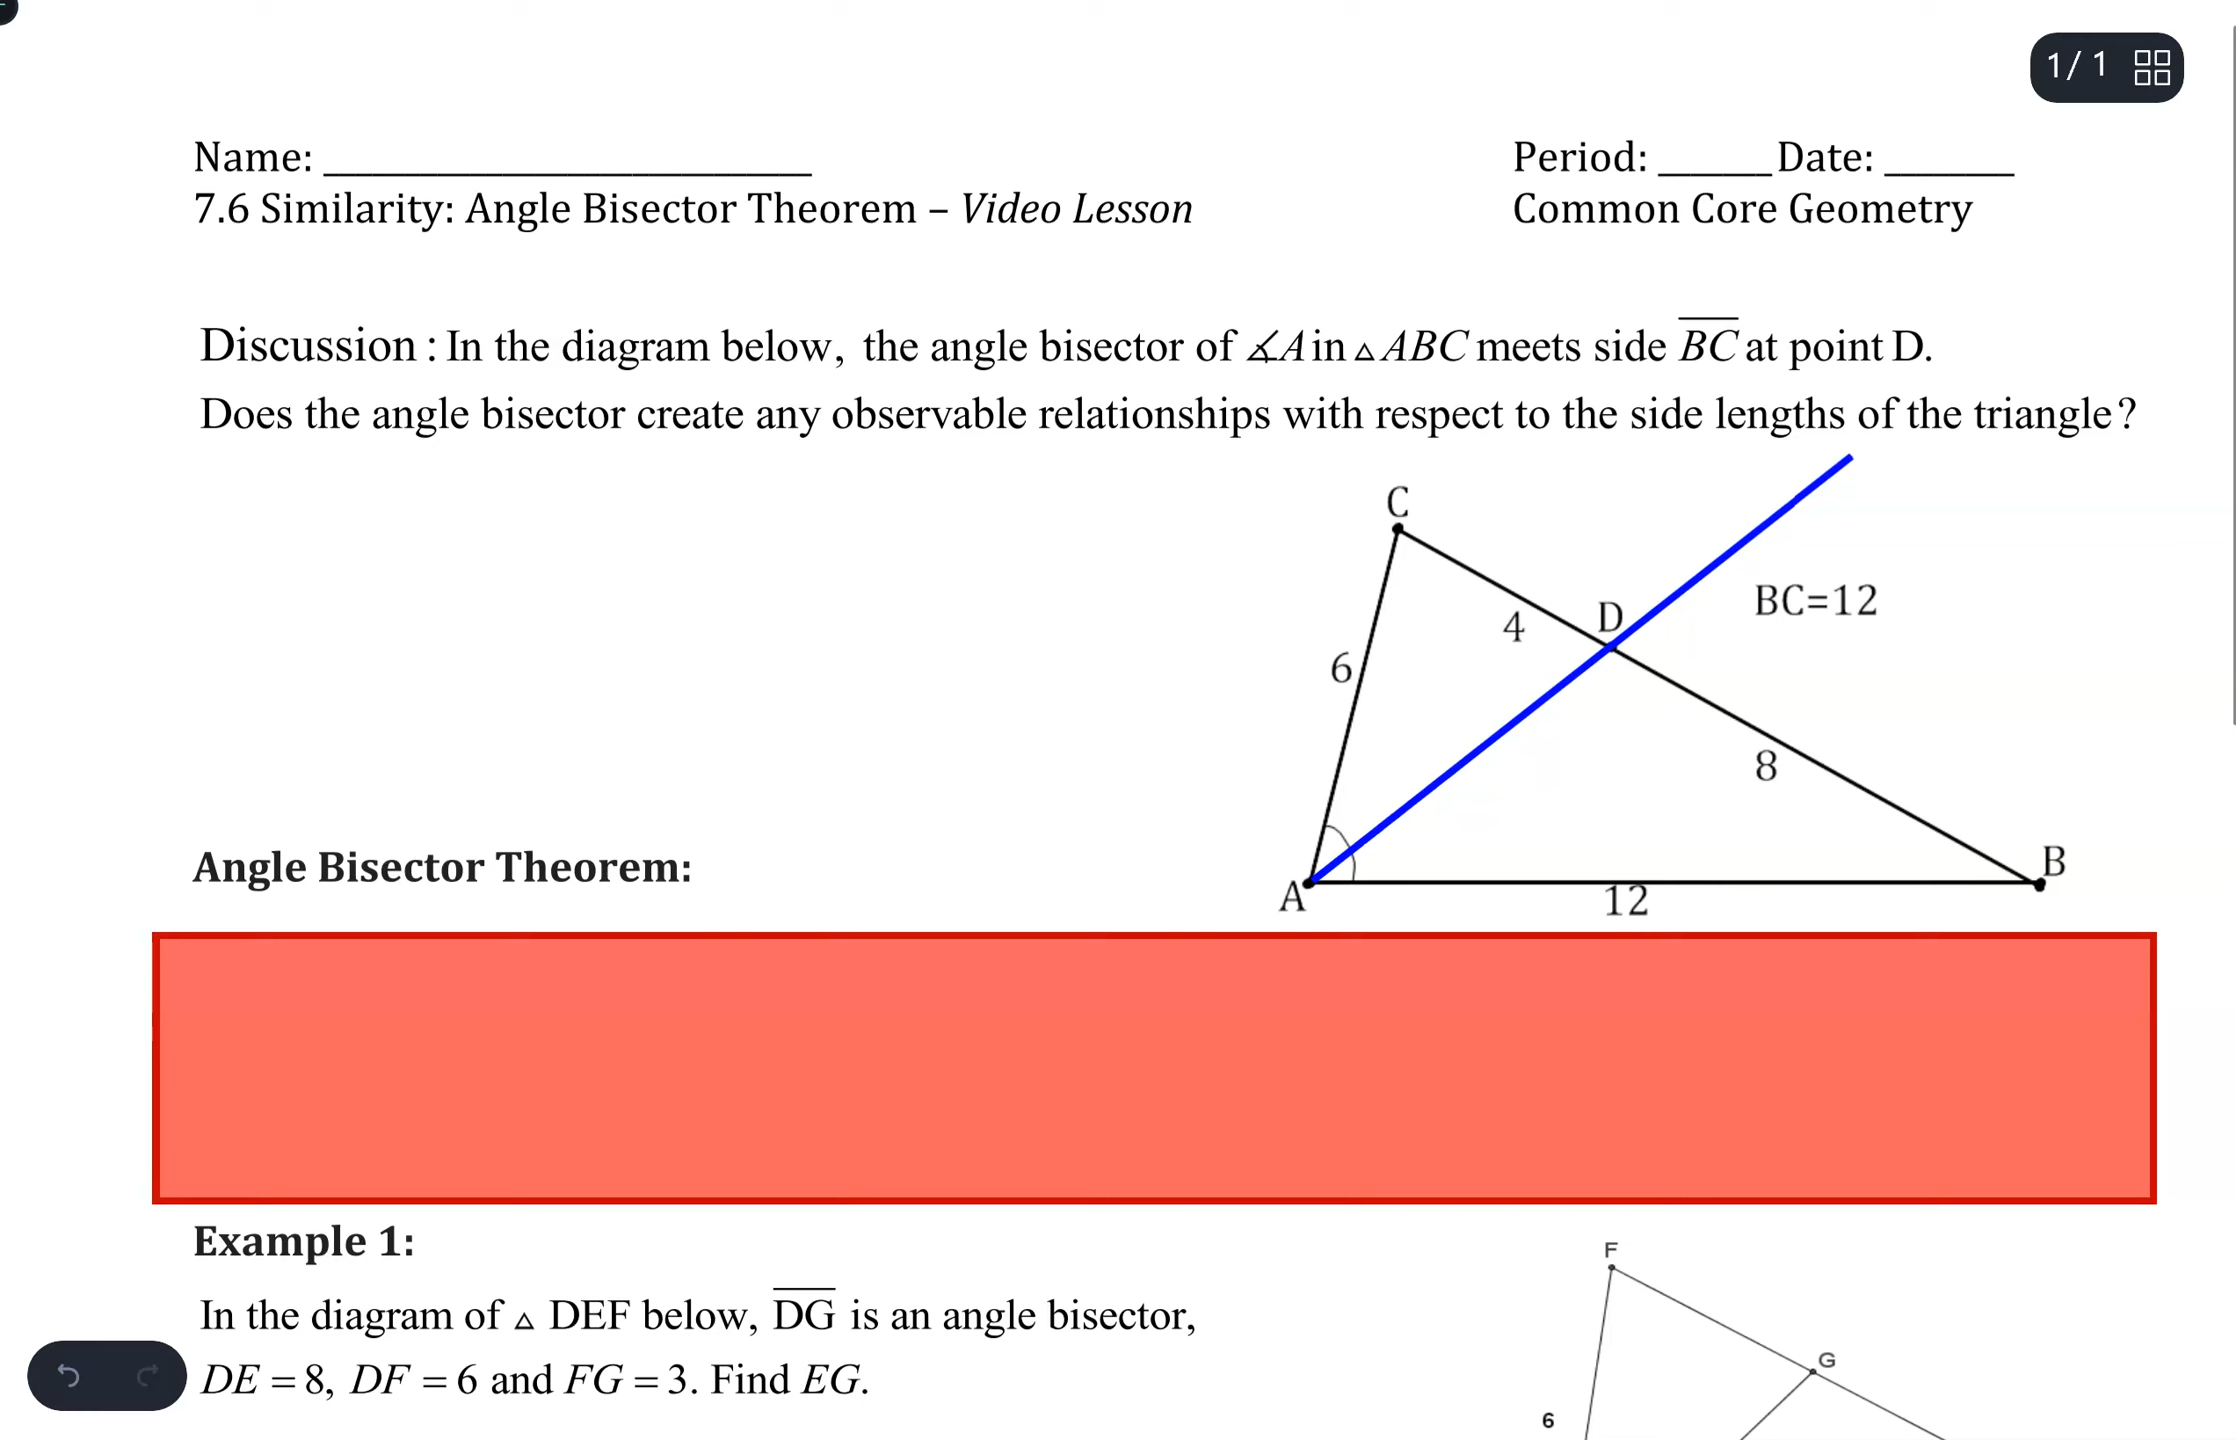 1/ 1
Name: ______________________________ Period: _______ Date: ________
7.6 Similarity: Angle Bisector Theorem – Video Lesson Common Core Geometry
Discussion : In the diagram below, the angle bisector of ∡A in △ABC meets side B̅C̅ at point D.
Does the angle bisector create any observable relationships with respect to the side lengths of the triangle?
C
BC=12
D
4
6
8
B
A
12
Angle Bisector Theorem:
Example 1:
F
In the diagram of △ DEF below, D̅G̅ is an angle bisector,
G
DE = 8, DF = 6 and FG = 3. Find EG.
6